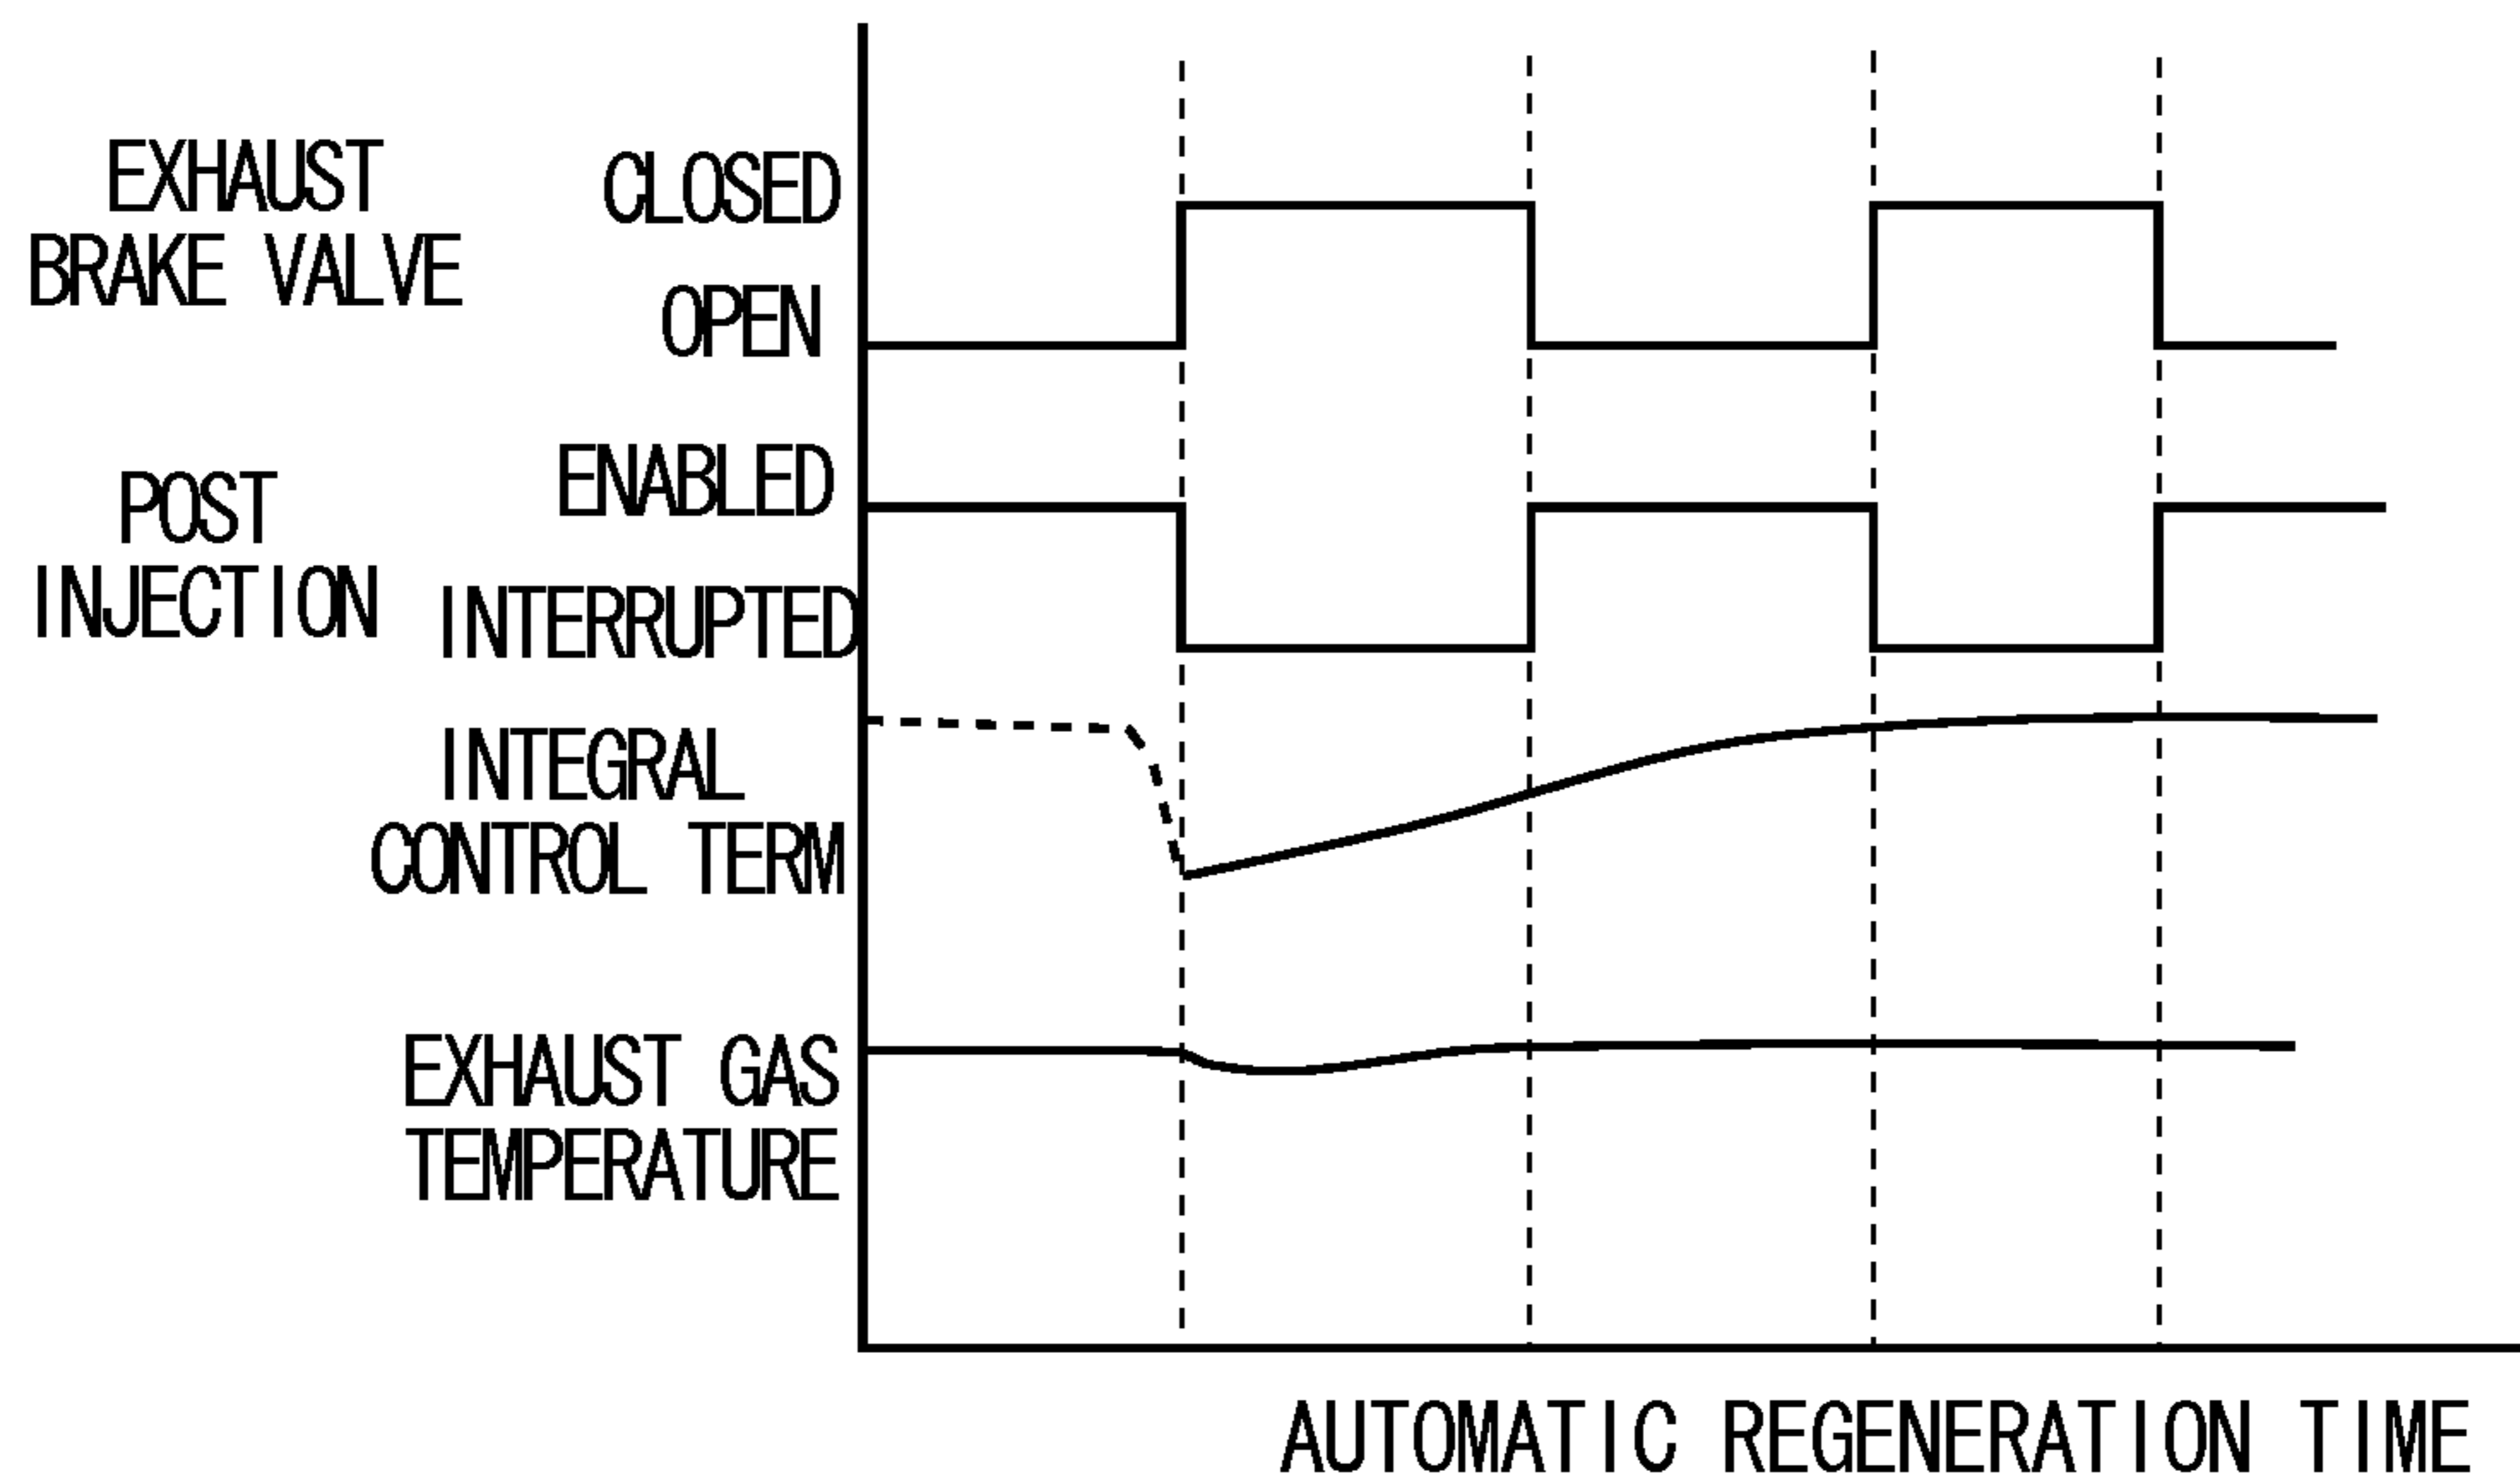 EXHAUST
BRAKE VALVE
CLOSED
OPEN
POST
INJECTION
ENABLED
INTERRUPTED
INTEGRAL
CONTROL TERM
EXHAUST GAS
TEMPERATURE
AUTOMATIC REGENERATION TIME